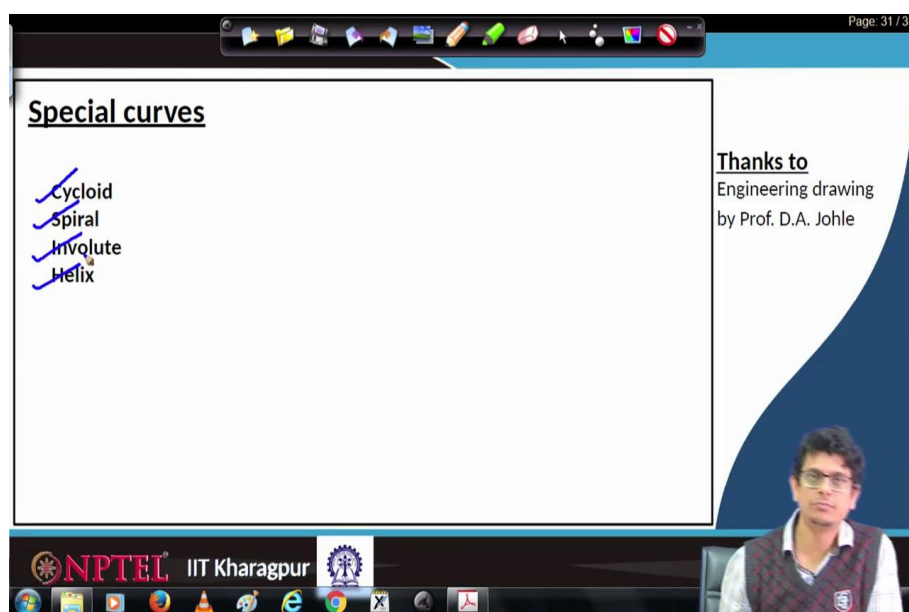 Page: 31 / 3
Special curves
Cycloid
Spiral
Involute
Helix
Thanks to
Engineering drawing
by Prof. D.A. Johle
NPTEL IIT Kharagpur